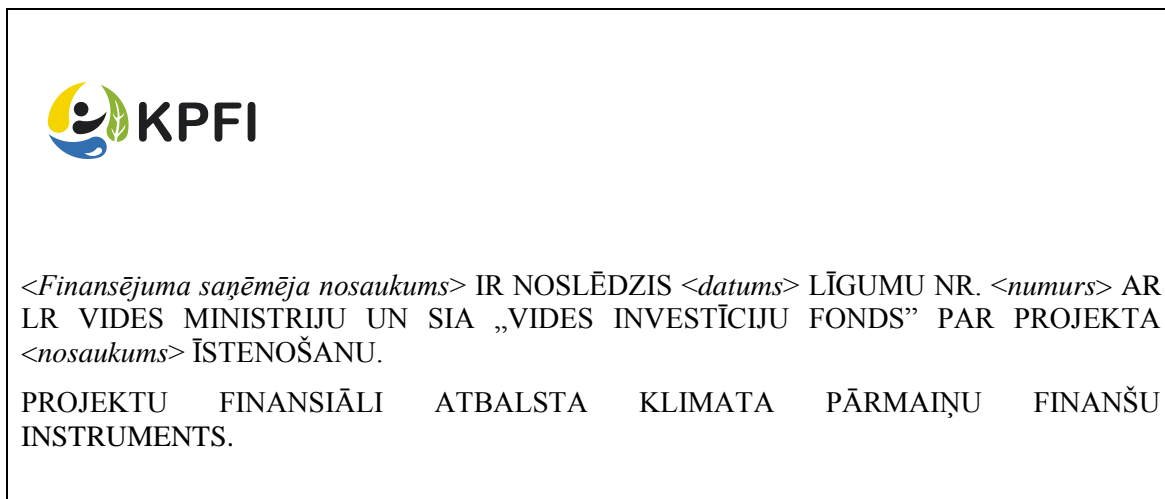 KPFI
<Finansējuma saņēmēja nosaukums> IR NOSLĒDZIS <datums> LĪGUMU NR. <numurs> AR
LR VIDES MINISTRIJU UN SIA „VIDES INVESTĪCIJU FONDS” PAR PROJEKTA
<nosaukums> ĪSTENOŠANU.
PROJEKTU FINANSIĀLI ATBALSTA KLIMATA PĀRMAIŅU FINANŠU
INSTRUMENTS.